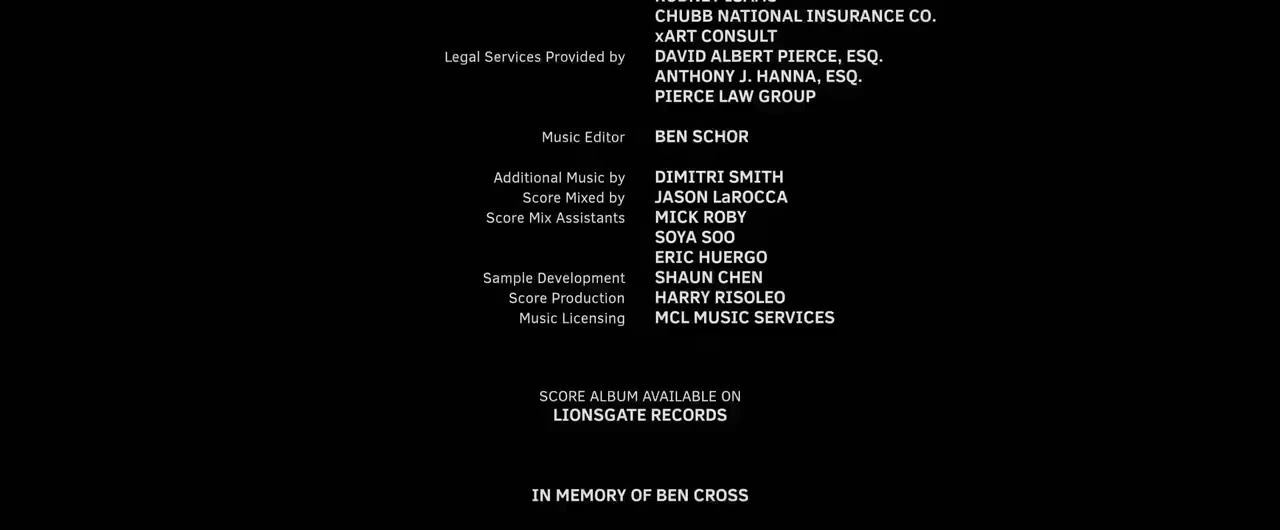 CHUBB NATIONAL INSURANCE CO.
xART CONSULT
Legal Services Provided by DAVID ALBERT PIERCE, ESQ.
ANTHONY J. HANNA, ESQ.
PIERCE LAW GROUP
Music Editor BEN SCHOR
Additional Music by DIMITRI SMITH
Score Mixed by JASON LaROCCA
Score Mix Assistants MICK ROBY
SOYA SOO
ERIC HUERGO
Sample Development SHAUN CHEN
Score Production HARRY RISOLEO
Music Licensing MCL MUSIC SERVICES
SCORE ALBUM AVAILABLE ON
LIONSGATE RECORDS
IN MEMORY OF BEN CROSS